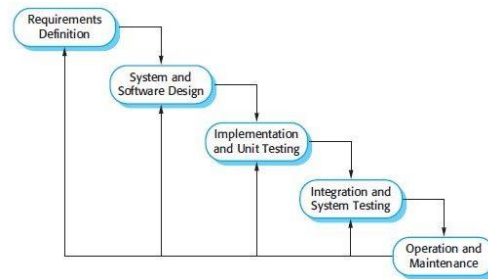 Requirements
Definition
System and
Software Design
Implementation
and Unit Testing
Integration and
System Testing
Operation and
Maintenance